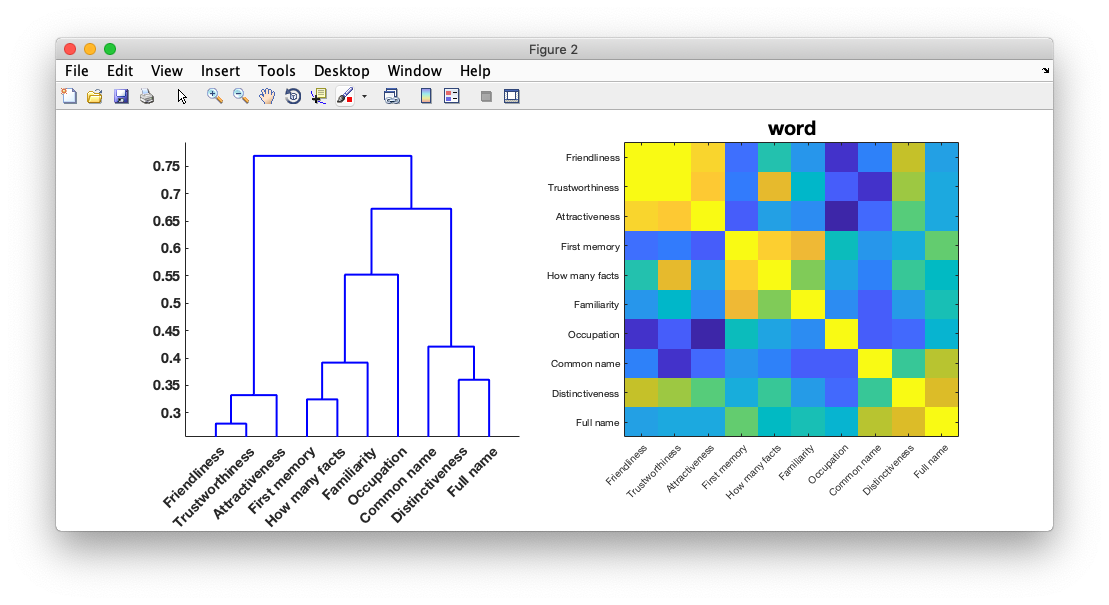 Figure 2
File Edit View Insert Tools Desktop Window Help
0.75
0.7
0.65
0.6
0.55
0.5
0.45
0.4
0.35
0.3
Friendliness
Trustworthiness
Attractiveness
First memory
How many facts
Familiarity
Occupation
Common name
Distinctiveness
Full name
word
Friendliness
Trustworthiness
Attractiveness
First memory
How many facts
Familiarity
Occupation
Common name
Distinctiveness
Full name
Friendliness
Trustworthiness
Attractiveness
First memory
How many facts
Familiarity
Occupation
Common name
Distinctiveness
Full name